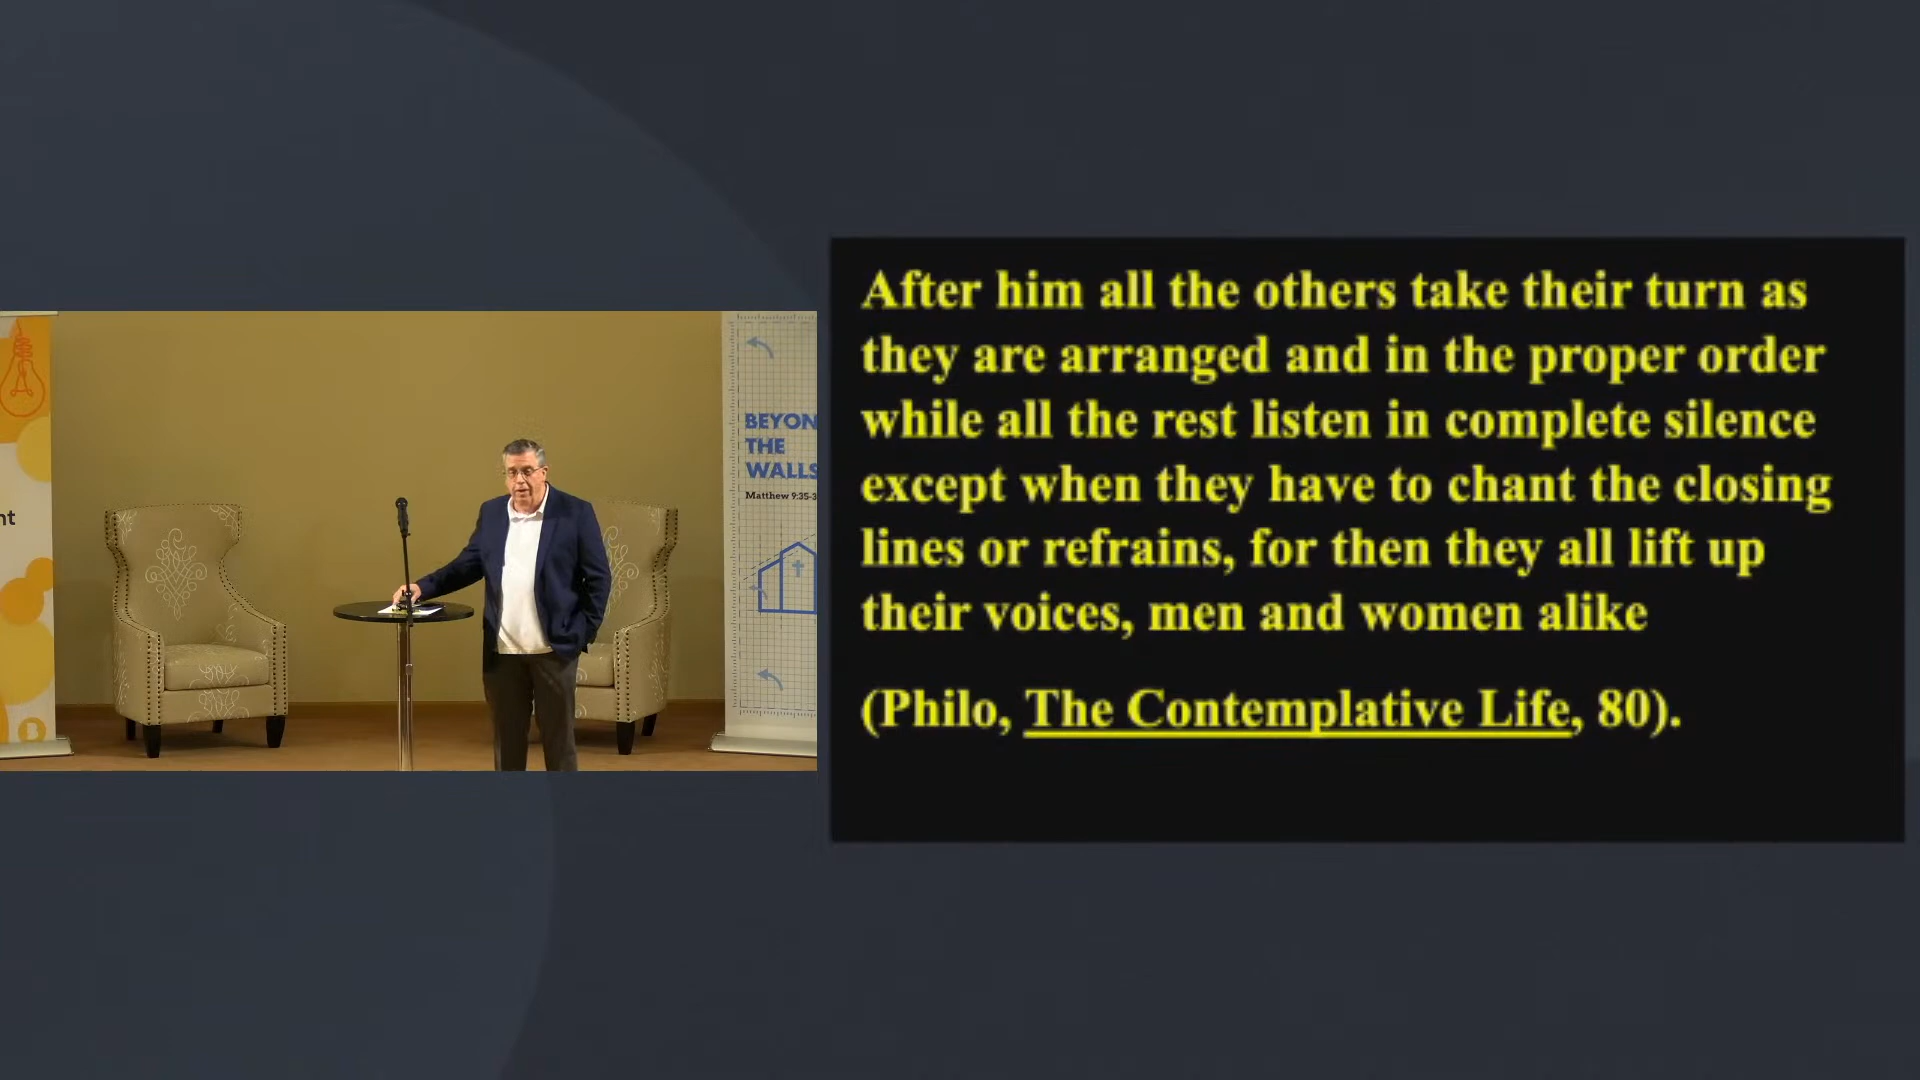 nt
BEYON
THE
WALLS
Matthew 9:35-3
After him all the others take their turn as
they are arranged and in the proper order
while all the rest listen in complete silence
except when they have to chant the closing
lines or refrains, for then they all lift up
their voices, men and women alike
(Philo, The Contemplative Life, 80).